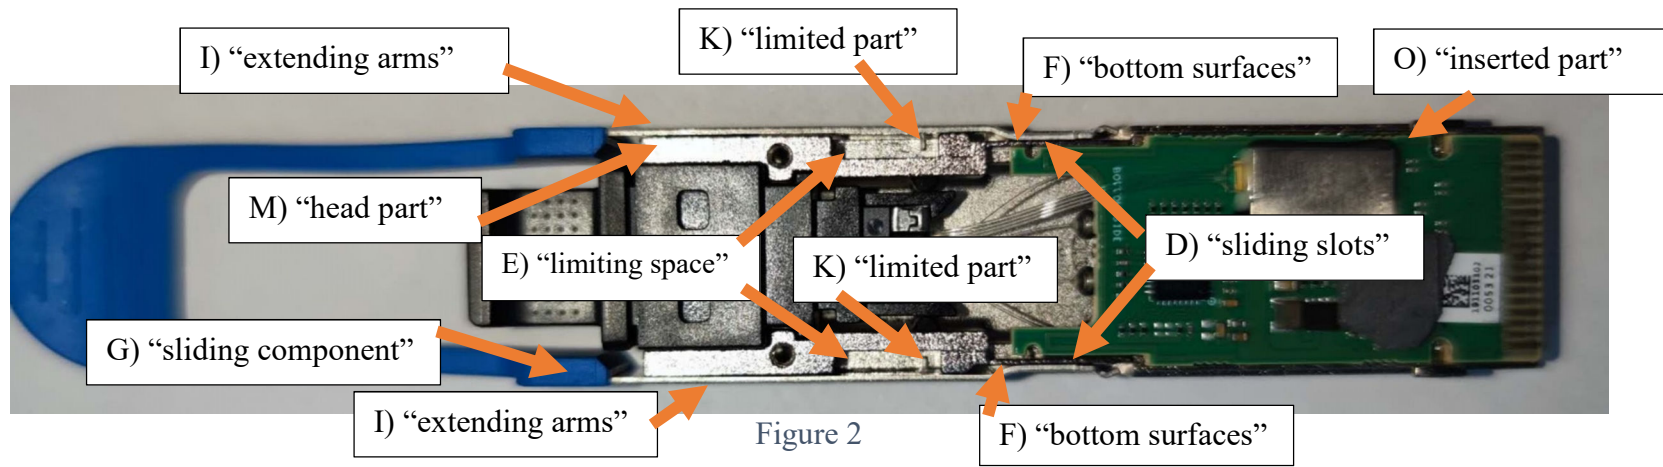 I) “extending arms”
K) “limited part”
F) “bottom surfaces”
O) “inserted part”
M) “head part”
E) “limiting space”
K) “limited part”
D) “sliding slots”
G) “sliding component”
I) “extending arms”
Figure 2
F) “bottom surfaces”
005321